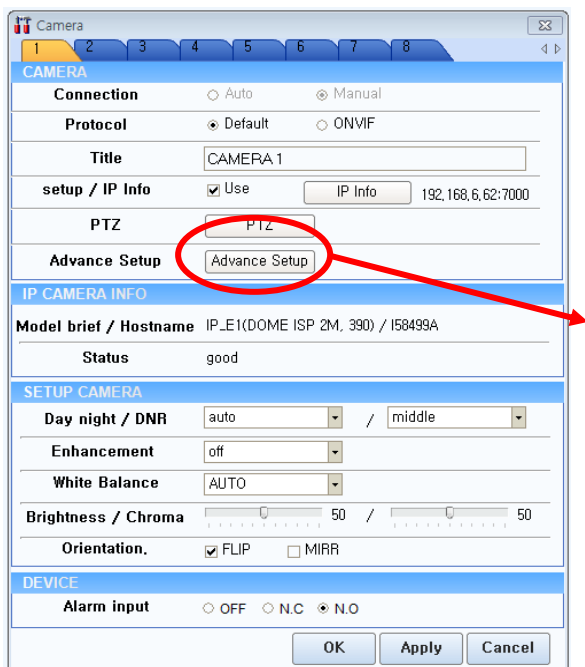 Camera
1 2 3 4 5 6 7 8
CAMERA
Connection Auto Manual
Protocol Default ONVIF
Title CAMERA 1
setup / IP Info Use IP Info 192,168,6,62:7000
PTZ PTZ
Advance Setup Advance Setup
IP CAMERA INFO
Model brief / Hostname IP_E1(DOME ISP 2M, 390) / I58499A
Status good
SETUP CAMERA
Day night / DNR auto / middle
Enhancement off
White Balance AUTO
Brightness / Chroma 50 / 50
Orientation, FLIP MIRR
DEVICE
Alarm input OFF N.C N.O
OK Apply Cancel